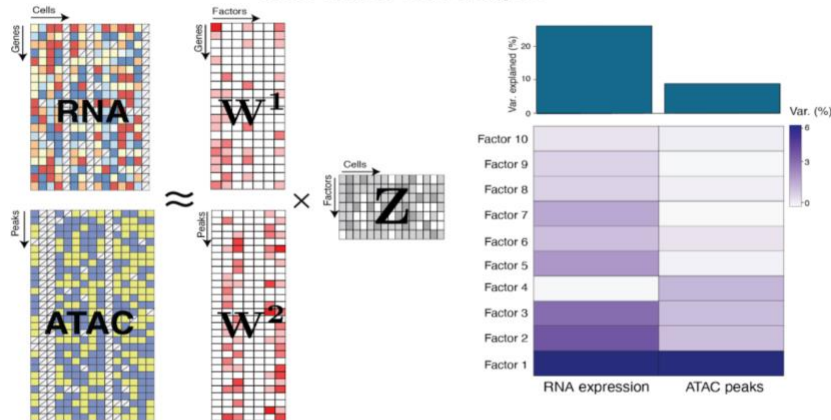 Cells
Genes
RNA
Factors
W¹
Peaks
ATAC
≈
Peaks
W²
×
Cells
Factors
Z
Var. explained (%)
20
10
0
Var. (%)
6
3
0
Factor 10
Factor 9
Factor 8
Factor 7
Factor 6
Factor 5
Factor 4
Factor 3
Factor 2
Factor 1
RNA expression ATAC peaks